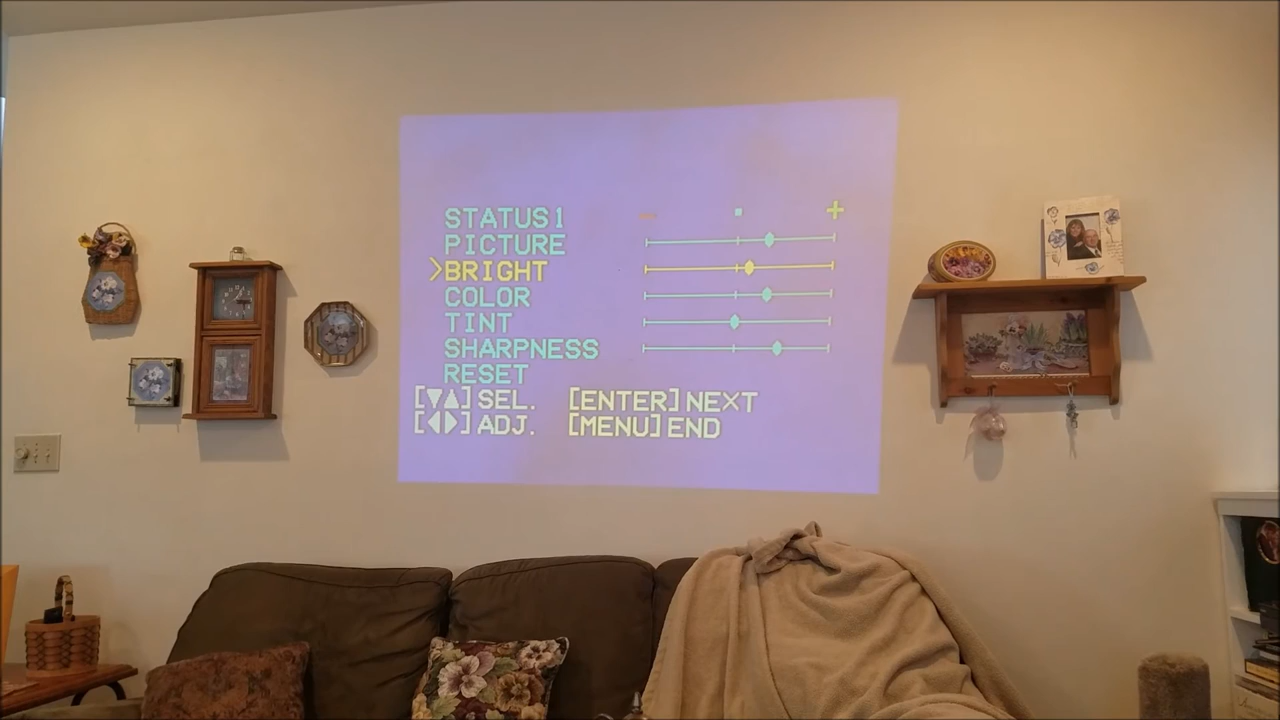 STATUS1 - ▪ +
PICTURE
>BRIGHT
COLOR
TINT
SHARPNESS
RESET
[▼▲]SEL. [ENTER]NEXT
[◀▶]ADJ. [MENU]END